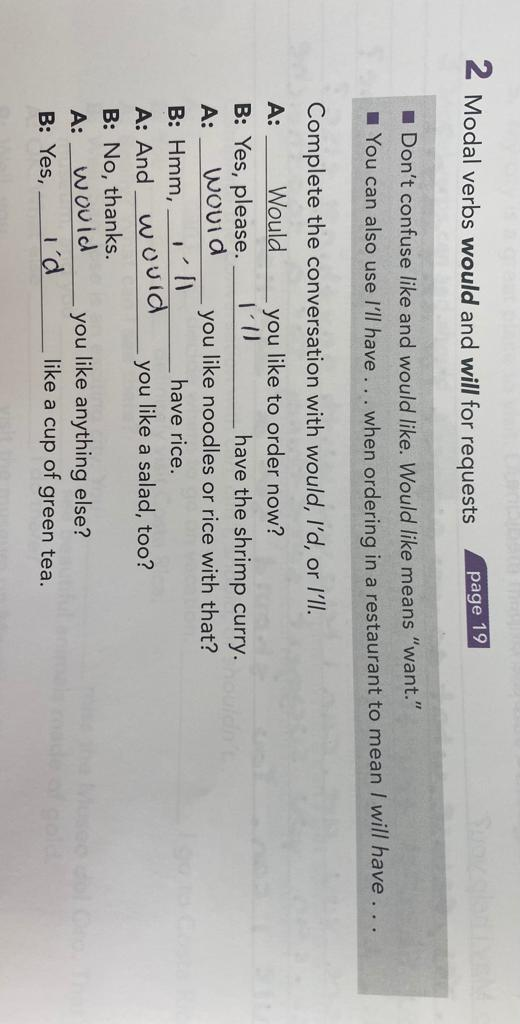 2 Modal verbs would and will for requests page 19
■ Don't confuse like and would like. Would like means "want."
■ You can also use I'll have . . . when ordering in a restaurant to mean I will have . . .
Complete the conversation with would, I'd, or I'll.
A: Would you like to order now?
B: Yes, please. I'll have the shrimp curry.
A: would you like noodles or rice with that?
B: Hmm, I'll have rice.
A: And would you like a salad, too?
B: No, thanks.
A: would you like anything else?
B: Yes, I'd like a cup of green tea.